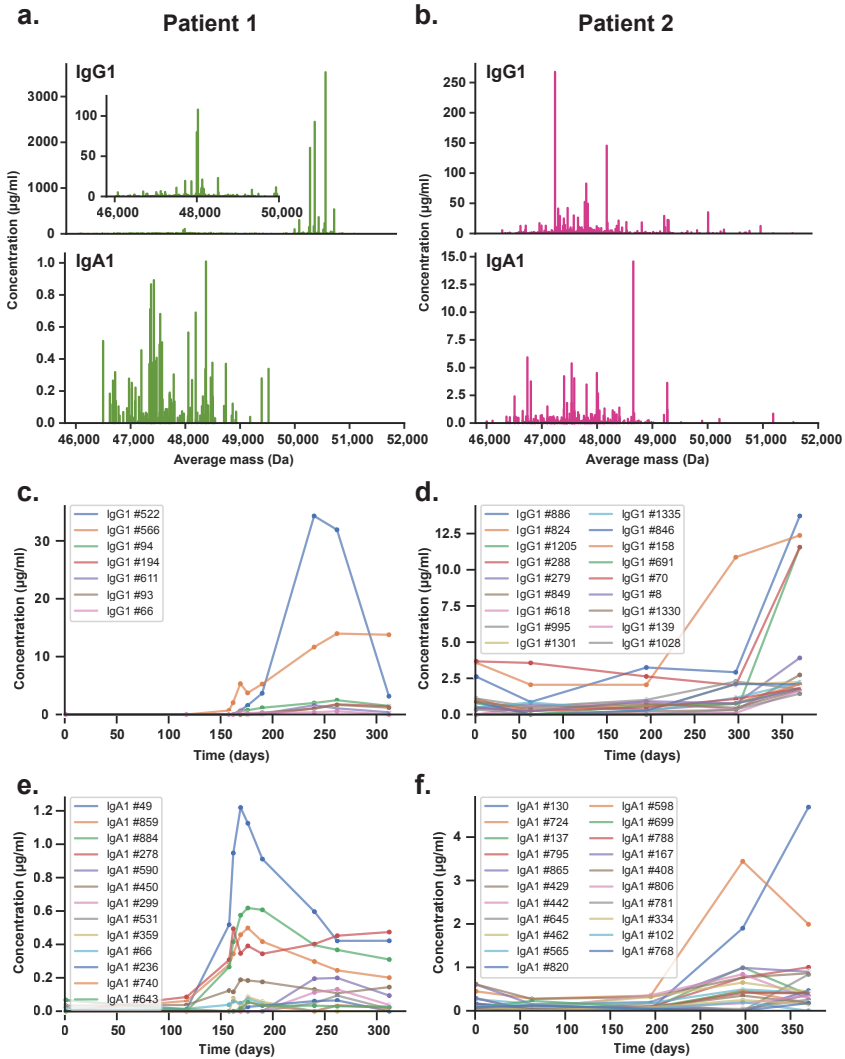 a.
Patient 1
b.
Patient 2
IgG1
3000
2000
1000
0
100
50
0
46,000
48,000
50,000
IgA1
1.0
0.8
0.6
0.4
0.2
0.0
46,000
47,000
48,000
49,000
50,000
51,000
52,000
Concentration (µg/ml)
Average mass (Da)
IgG1
250
200
150
100
50
0
IgA1
15.0
12.5
10.0
7.5
5.0
2.5
0.0
46,000
47,000
48,000
49,000
50,000
51,000
52,000
Concentration (µg/ml)
Average mass (Da)
c.
IgG1 #522
IgG1 #566
IgG1 #94
IgG1 #194
IgG1 #611
IgG1 #93
IgG1 #66
30
20
10
0
0
50
100
150
200
250
300
Concentration (µg/ml)
Time (days)
d.
IgG1 #886
IgG1 #824
IgG1 #1205
IgG1 #288
IgG1 #279
IgG1 #849
IgG1 #618
IgG1 #995
IgG1 #1301
IgG1 #1335
IgG1 #846
IgG1 #158
IgG1 #691
IgG1 #70
IgG1 #8
IgG1 #1330
IgG1 #139
IgG1 #1028
12.5
10.0
7.5
5.0
2.5
0.0
0
50
100
150
200
250
300
350
Concentration (µg/ml)
Time (days)
e.
IgA1 #49
IgA1 #859
IgA1 #884
IgA1 #278
IgA1 #590
IgA1 #450
IgA1 #299
IgA1 #531
IgA1 #359
IgA1 #66
IgA1 #236
IgA1 #740
IgA1 #643
1.2
1.0
0.8
0.6
0.4
0.2
0.0
0
50
100
150
200
250
300
Concentration (µg/ml)
Time (days)
f.
IgA1 #130
IgA1 #724
IgA1 #137
IgA1 #795
IgA1 #865
IgA1 #429
IgA1 #442
IgA1 #645
IgA1 #462
IgA1 #565
IgA1 #820
IgA1 #598
IgA1 #699
IgA1 #788
IgA1 #167
IgA1 #408
IgA1 #806
IgA1 #781
IgA1 #334
IgA1 #102
IgA1 #768
4
3
2
1
0
0
50
100
150
200
250
300
350
Concentration (µg/ml)
Time (days)